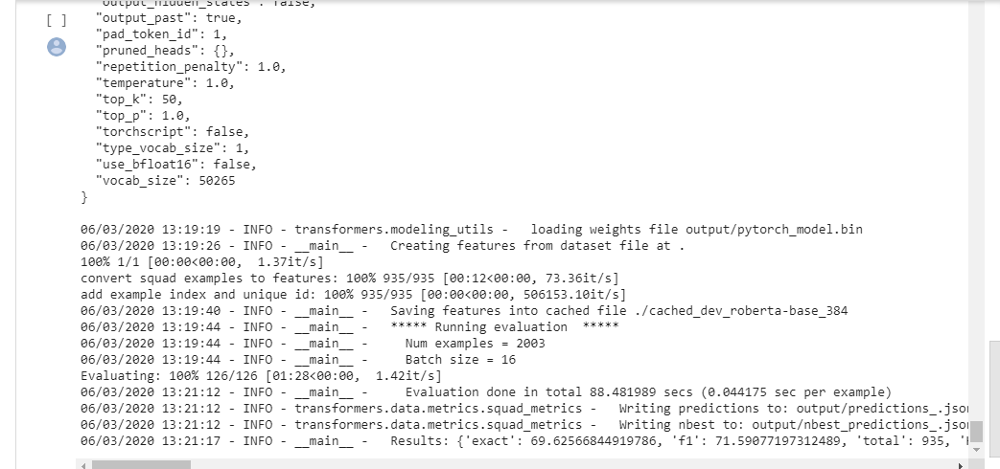 "output_hidden_states": false,
[ ]
"output_past": true,
"pad_token_id": 1,
"pruned_heads": {},
"repetition_penalty": 1.0,
"temperature": 1.0,
"top_k": 50,
"top_p": 1.0,
"torchscript": false,
"type_vocab_size": 1,
"use_bfloat16": false,
"vocab_size": 50265
}
06/03/2020 13:19:19 - INFO - transformers.modeling_utils - loading weights file output/pytorch_model.bin
06/03/2020 13:19:26 - INFO - __main__ - Creating features from dataset file at .
100% 1/1 [00:00<00:00, 1.37it/s]
convert squad examples to features: 100% 935/935 [00:12<00:00, 73.36it/s]
add example index and unique id: 100% 935/935 [00:00<00:00, 506153.10it/s]
06/03/2020 13:19:40 - INFO - __main__ - Saving features into cached file ./cached_dev_roberta-base_384
06/03/2020 13:19:44 - INFO - __main__ - ***** Running evaluation *****
06/03/2020 13:19:44 - INFO - __main__ - Num examples = 2003
06/03/2020 13:19:44 - INFO - __main__ - Batch size = 16
Evaluating: 100% 126/126 [01:28<00:00, 1.42it/s]
06/03/2020 13:21:12 - INFO - __main__ - Evaluation done in total 88.481989 secs (0.044175 sec per example)
06/03/2020 13:21:12 - INFO - transformers.data.metrics.squad_metrics - Writing predictions to: output/predictions_.json
06/03/2020 13:21:12 - INFO - transformers.data.metrics.squad_metrics - Writing nbest to: output/nbest_predictions_.json
06/03/2020 13:21:17 - INFO - __main__ - Results: {'exact': 69.62566844919786, 'f1': 71.59077197312489, 'total': 935, '